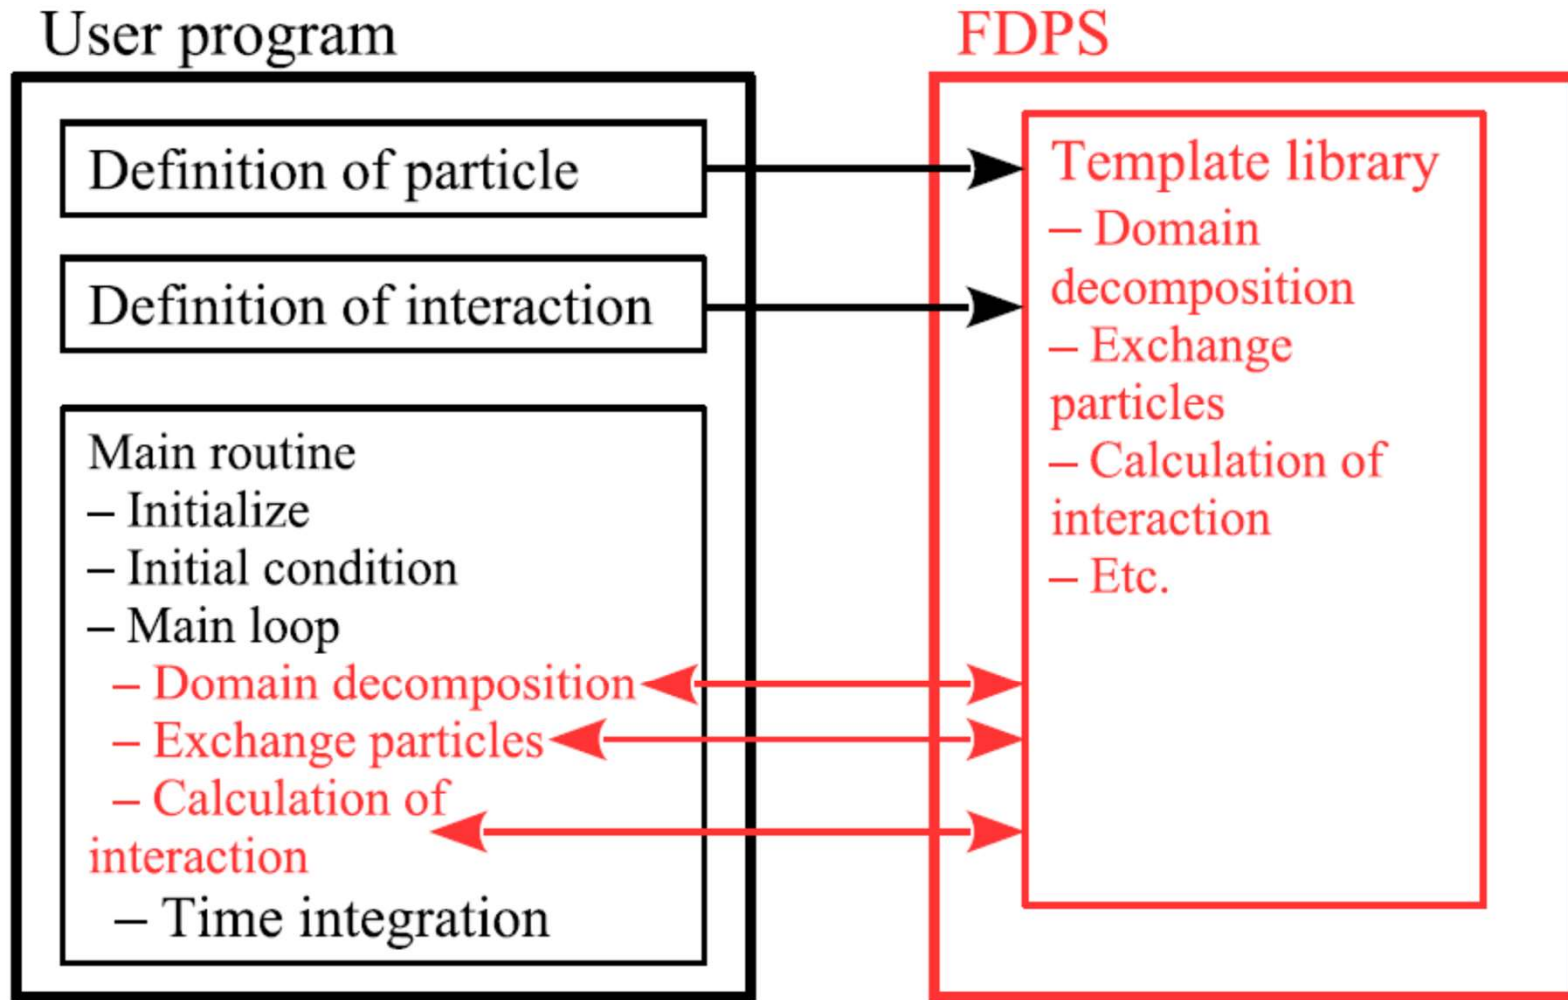 User program
Definition of particle
Definition of interaction
Main routine
– Initialize
– Initial condition
– Main loop
– Domain decomposition
– Exchange particles
– Calculation of
interaction
– Time integration
FDPS
Template library
– Domain
decomposition
– Exchange
particles
– Calculation of
interaction
– Etc.